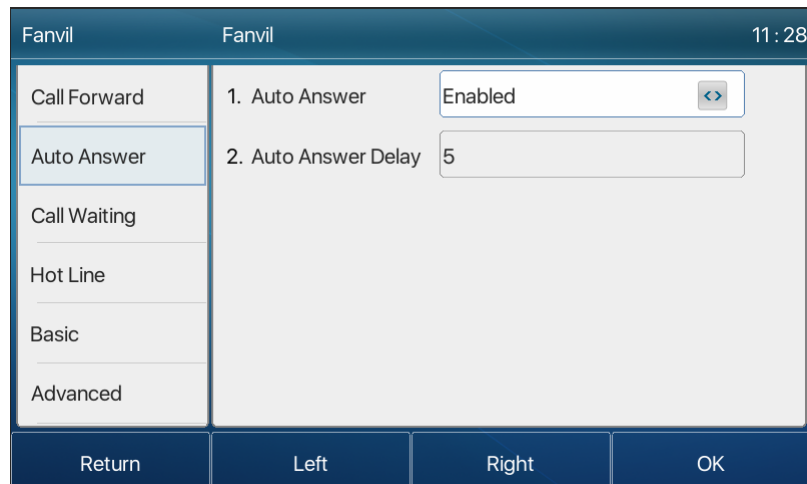 Fanvil Fanvil 11:28
Call Forward
Auto Answer
Call Waiting
Hot Line
Basic
Advanced
1. Auto Answer Enabled <>
2. Auto Answer Delay 5
Return Left Right OK